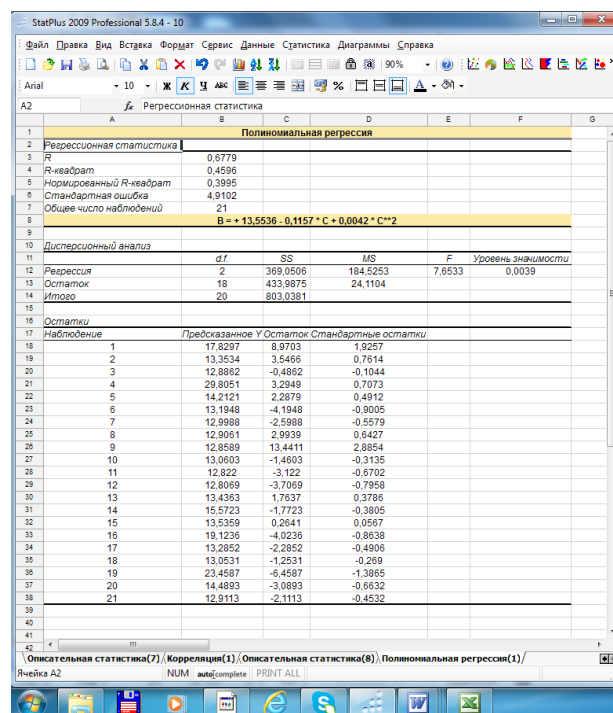 StatPlus 2009 Professional 5.8.4 - 10
Файл Правка Вид Вставка Формат Сервис Данные Статистика Диаграммы Справка
90%
Arial 10 Ж К Ч ABC % A
A2 fx Регрессионная статистика
A B C D E F G
1 Полиномиальная регрессия
2 Регрессионная статистика
3 R 0,6779
4 R-квадрат 0,4596
5 Нормированный R-квадрат 0,3995
6 Стандартная ошибка 4,9102
7 Общее число наблюдений 21
8 B = + 13,5536 - 0,1157 * C + 0,0042 * C**2
9
10 Дисперсионный анализ
11 d.f. SS MS F Уровень значимости
12 Регрессия 2 369,0506 184,5253 7,6533 0,0039
13 Остаток 18 433,9875 24,1104
14 Итого 20 803,0381
15
16 Остатки
17 Наблюдение Предсказанное Y Остаток Стандартные остатки
18 1 17,8297 8,9703 1,9257
19 2 13,3534 3,5466 0,7614
20 3 12,8862 -0,4862 -0,1044
21 4 29,8051 3,2949 0,7073
22 5 14,2121 2,2879 0,4912
23 6 13,1948 -4,1948 -0,9005
24 7 12,9988 -2,5988 -0,5579
25 8 12,9061 2,9939 0,6427
26 9 12,8589 13,4411 2,8854
27 10 13,0603 -1,4603 -0,3135
28 11 12,822 -3,122 -0,6702
29 12 12,8069 -3,7069 -0,7958
30 13 13,4363 1,7637 0,3786
31 14 15,5723 -1,7723 -0,3805
32 15 13,5359 0,2641 0,0567
33 16 19,1236 -4,0236 -0,8638
34 17 13,2852 -2,2852 -0,4906
35 18 13,0531 -1,2531 -0,269
36 19 23,4587 -6,4587 -1,3865
37 20 14,4893 -3,0893 -0,6632
38 21 12,9113 -2,1113 -0,4532
39
40
41
42
Описательная статистика(7) Корреляция(1) Описательная статистика(8) Полиномиальная регрессия(1)
Ячейка A2 NUM autocomplete PRINT ALL